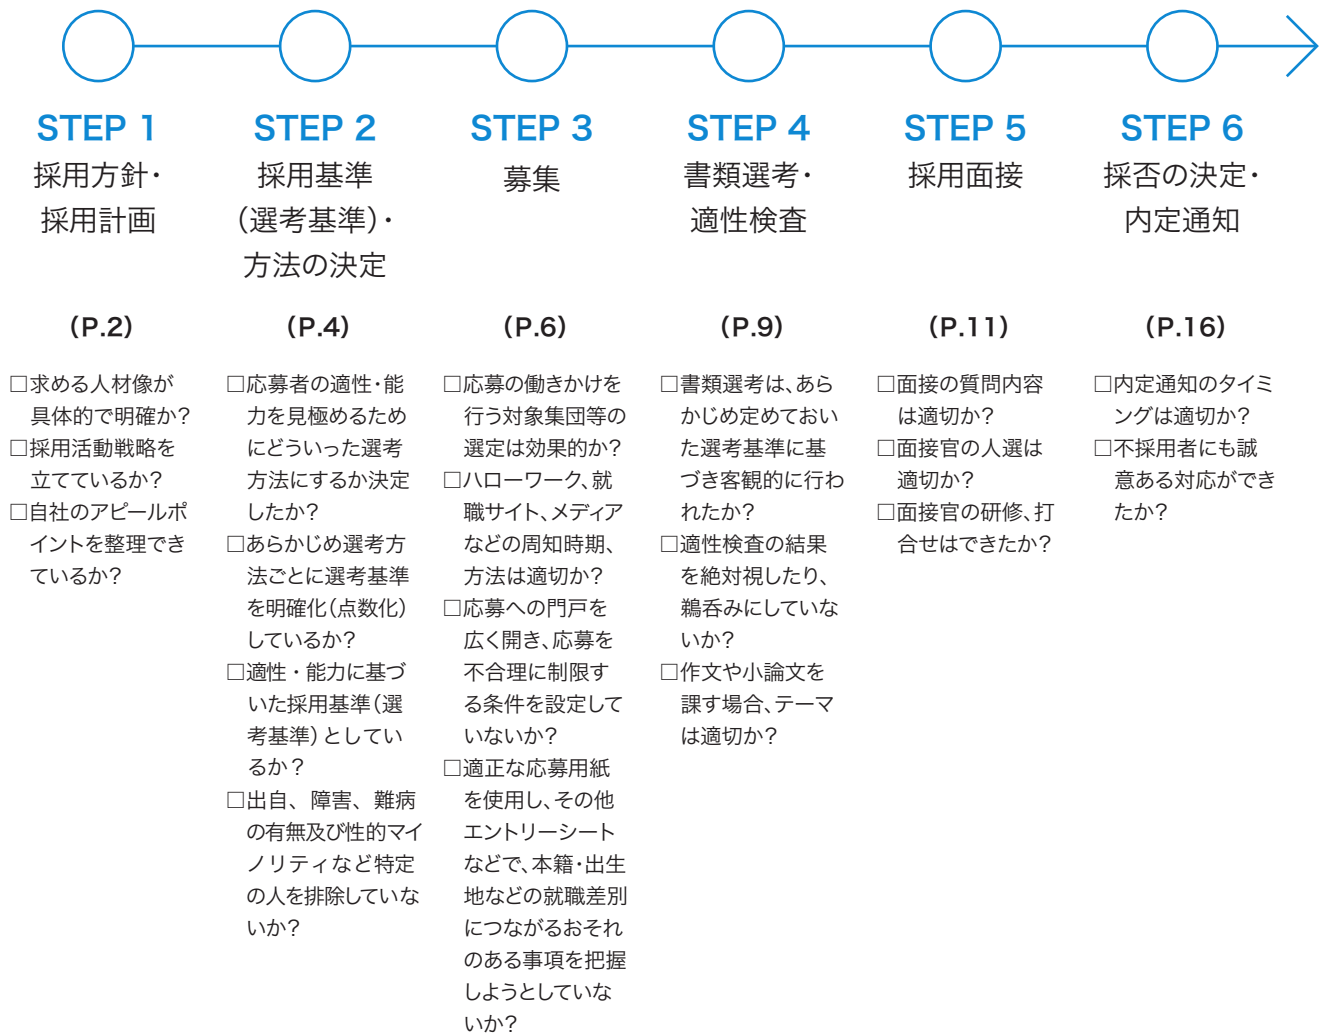 STEP 1
採用方針・
採用計画
(P.2)
□求める人材像が
具体的で明確か?
□採用活動戦略を
立てているか?
□自社のアピールポ
イントを整理でき
ているか?
STEP 2
採用基準
(選考基準)・
方法の決定
(P.4)
□応募者の適性・能
力を見極めるため
にどういった選考
方法にするか決定
したか?
□あらかじめ選考方
法ごとに選考基準
を明確化(点数化)
しているか?
□適性・能力に基づ
いた採用基準(選
考基準)としてい
るか?
□出自、障害、難病
の有無及び性的マイ
ノリティなど特定
の人を排除していな
いか?
STEP 3
募集
(P.6)
□応募の働きかけを
行う対象集団等の
選定は効果的か?
□ハローワーク、就
職サイト、メディア
などの周知時期、
方法は適切か?
□応募への門戸を
広く開き、応募を
不合理に制限す
る条件を設定して
いないか?
□適正な応募用紙
を使用し、その他
エントリーシート
などで、本籍・出生
地などの就職差別
につながるおそれ
のある事項を把握
しようとしていな
いか?
STEP 4
書類選考・
適性検査
(P.9)
□書類選考は、あら
かじめ定めておい
た選考基準に基
づき客観的に行わ
れたか?
□適性検査の結果
を絶対視したり、
鵜呑みにしていな
いか?
□作文や小論文を
課す場合、テーマ
は適切か?
STEP 5
採用面接
(P.11)
□面接の質問内容
は適切か?
□面接官の人選は
適切か?
□面接官の研修、打
合せはできたか?
STEP 6
採否の決定・
内定通知
(P.16)
□内定通知のタイミ
ングは適切か?
□不採用者にも誠
意ある対応ができ
たか?